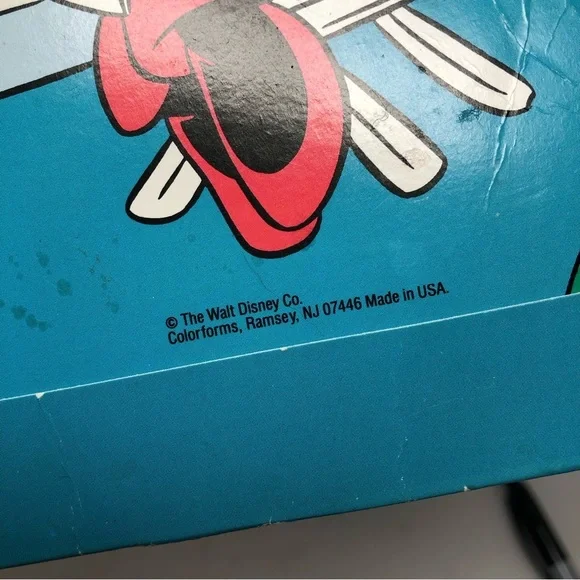 © The Walt Disney Co.
Colorforms, Ramsey, NJ 07446 Made in USA.